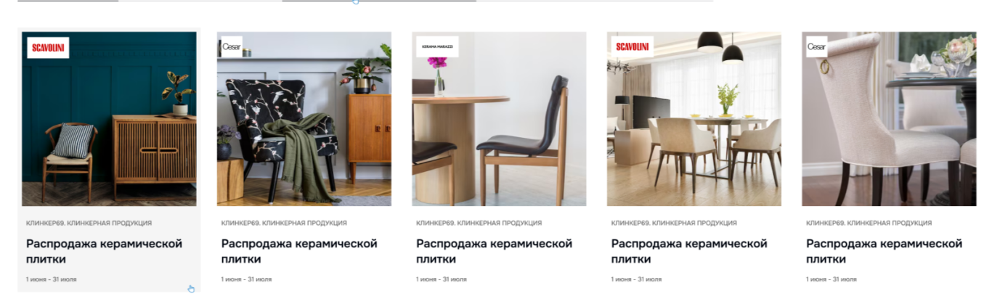 SCAVOLINI
Cesar
KERAMA MARAZZI
SCAVOLINI
Cesar
КЛИНКЕР69. КЛИНКЕРНАЯ ПРОДУКЦИЯ
Распродажа керамической
плитки
1 июня - 31 июля
КЛИНКЕР69. КЛИНКЕРНАЯ ПРОДУКЦИЯ
Распродажа керамической
плитки
1 июня - 31 июля
КЛИНКЕР69. КЛИНКЕРНАЯ ПРОДУКЦИЯ
Распродажа керамической
плитки
1 июня - 31 июля
КЛИНКЕР69. КЛИНКЕРНАЯ ПРОДУКЦИЯ
Распродажа керамической
плитки
1 июня - 31 июля
КЛИНКЕР69. КЛИНКЕРНАЯ ПРОДУКЦИЯ
Распродажа керамической
плитки
1 июня - 31 июля